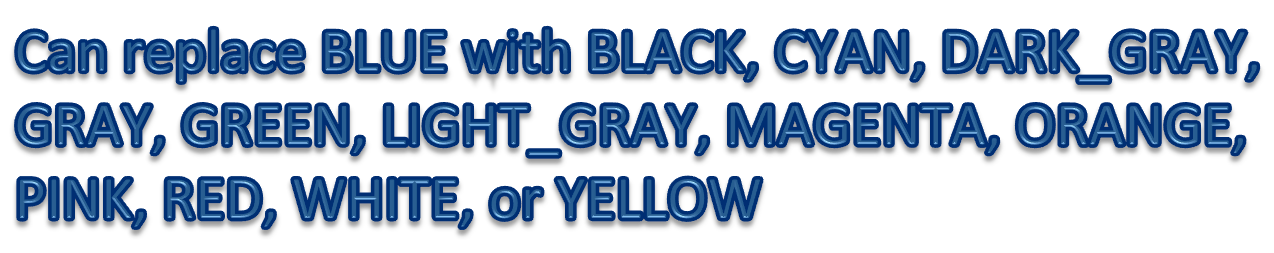 Can replace BLUE with BLACK, CYAN, DARK_GRAY,
GRAY, GREEN, LIGHT_GRAY, MAGENTA, ORANGE,
PINK, RED, WHITE, or YELLOW